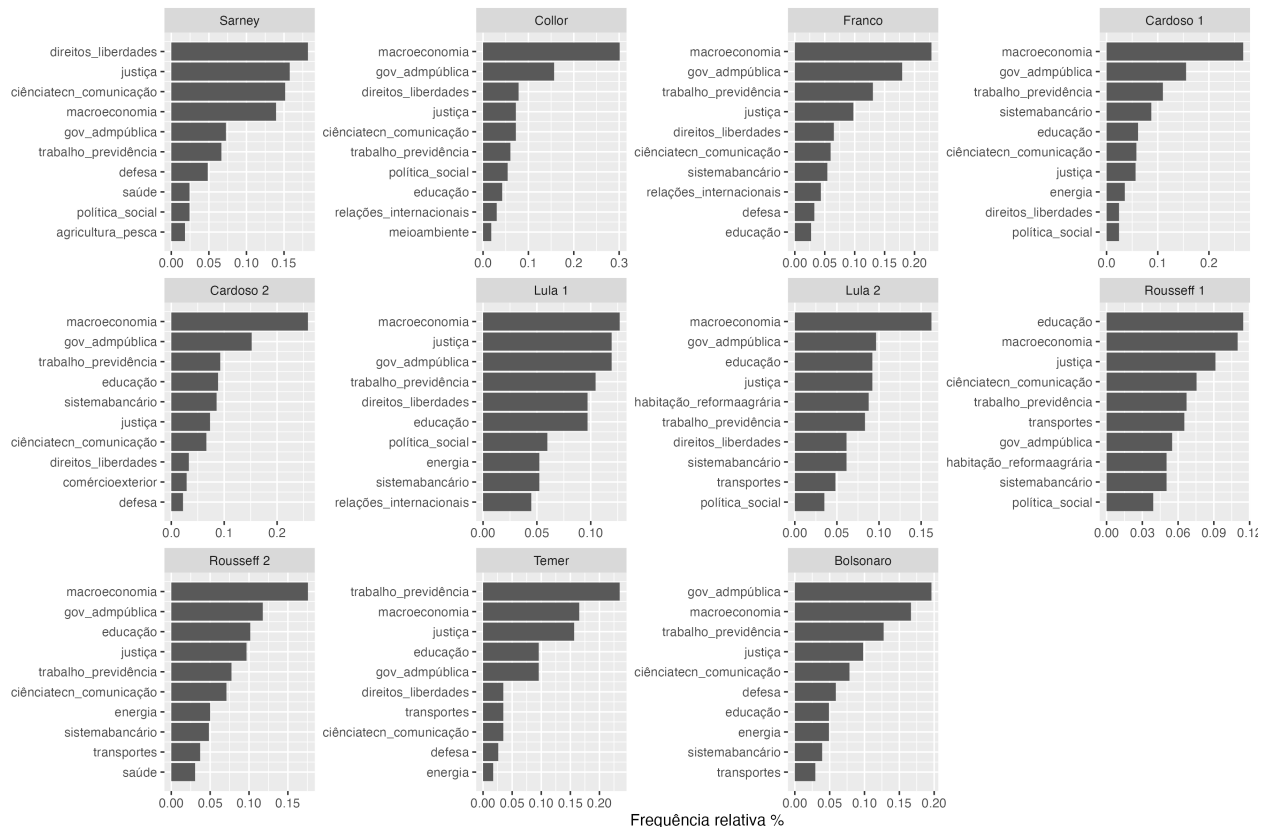 Sarney
direitos_liberdades
justiça
ciênciatecn_comunicação
macroeconomia
gov_admpública
trabalho_previdência
defesa
saúde
política_social
agricultura_pesca
0.00 0.05 0.10 0.15
Collor
macroeconomia
gov_admpública
direitos_liberdades
justiça
ciênciatecn_comunicação
trabalho_previdência
política_social
educação
relações_internacionais
meioambiente
0.0 0.1 0.2 0.3
Franco
macroeconomia
gov_admpública
trabalho_previdência
justiça
direitos_liberdades
ciênciatecn_comunicação
sistemabancário
relações_internacionais
defesa
educação
0.00 0.05 0.10 0.15 0.20
Cardoso 1
macroeconomia
gov_admpública
trabalho_previdência
sistemabancário
educação
ciênciatecn_comunicação
justiça
energia
direitos_liberdades
política_social
0.0 0.1 0.2
Cardoso 2
macroeconomia
gov_admpública
trabalho_previdência
educação
sistemabancário
justiça
ciênciatecn_comunicação
direitos_liberdades
comércioexterior
defesa
0.0 0.1 0.2
Lula 1
macroeconomia
justiça
gov_admpública
trabalho_previdência
direitos_liberdades
educação
política_social
energia
sistemabancário
relações_internacionais
0.00 0.05 0.10
Lula 2
macroeconomia
gov_admpública
educação
justiça
habitação_reformaagrária
trabalho_previdência
direitos_liberdades
sistemabancário
transportes
política_social
0.00 0.05 0.10 0.15
Rousseff 1
educação
macroeconomia
justiça
ciênciatecn_comunicação
trabalho_previdência
transportes
gov_admpública
habitação_reformaagrária
sistemabancário
política_social
0.00 0.03 0.06 0.09 0.12
Rousseff 2
macroeconomia
gov_admpública
educação
justiça
trabalho_previdência
ciênciatecn_comunicação
energia
sistemabancário
transportes
saúde
0.00 0.05 0.10 0.15
Temer
trabalho_previdência
macroeconomia
justiça
educação
gov_admpública
direitos_liberdades
transportes
ciênciatecn_comunicação
defesa
energia
0.00 0.05 0.10 0.15 0.20
Bolsonaro
gov_admpública
macroeconomia
trabalho_previdência
justiça
ciênciatecn_comunicação
defesa
educação
energia
sistemabancário
transportes
0.00 0.05 0.10 0.15 0.20
Frequência relativa %